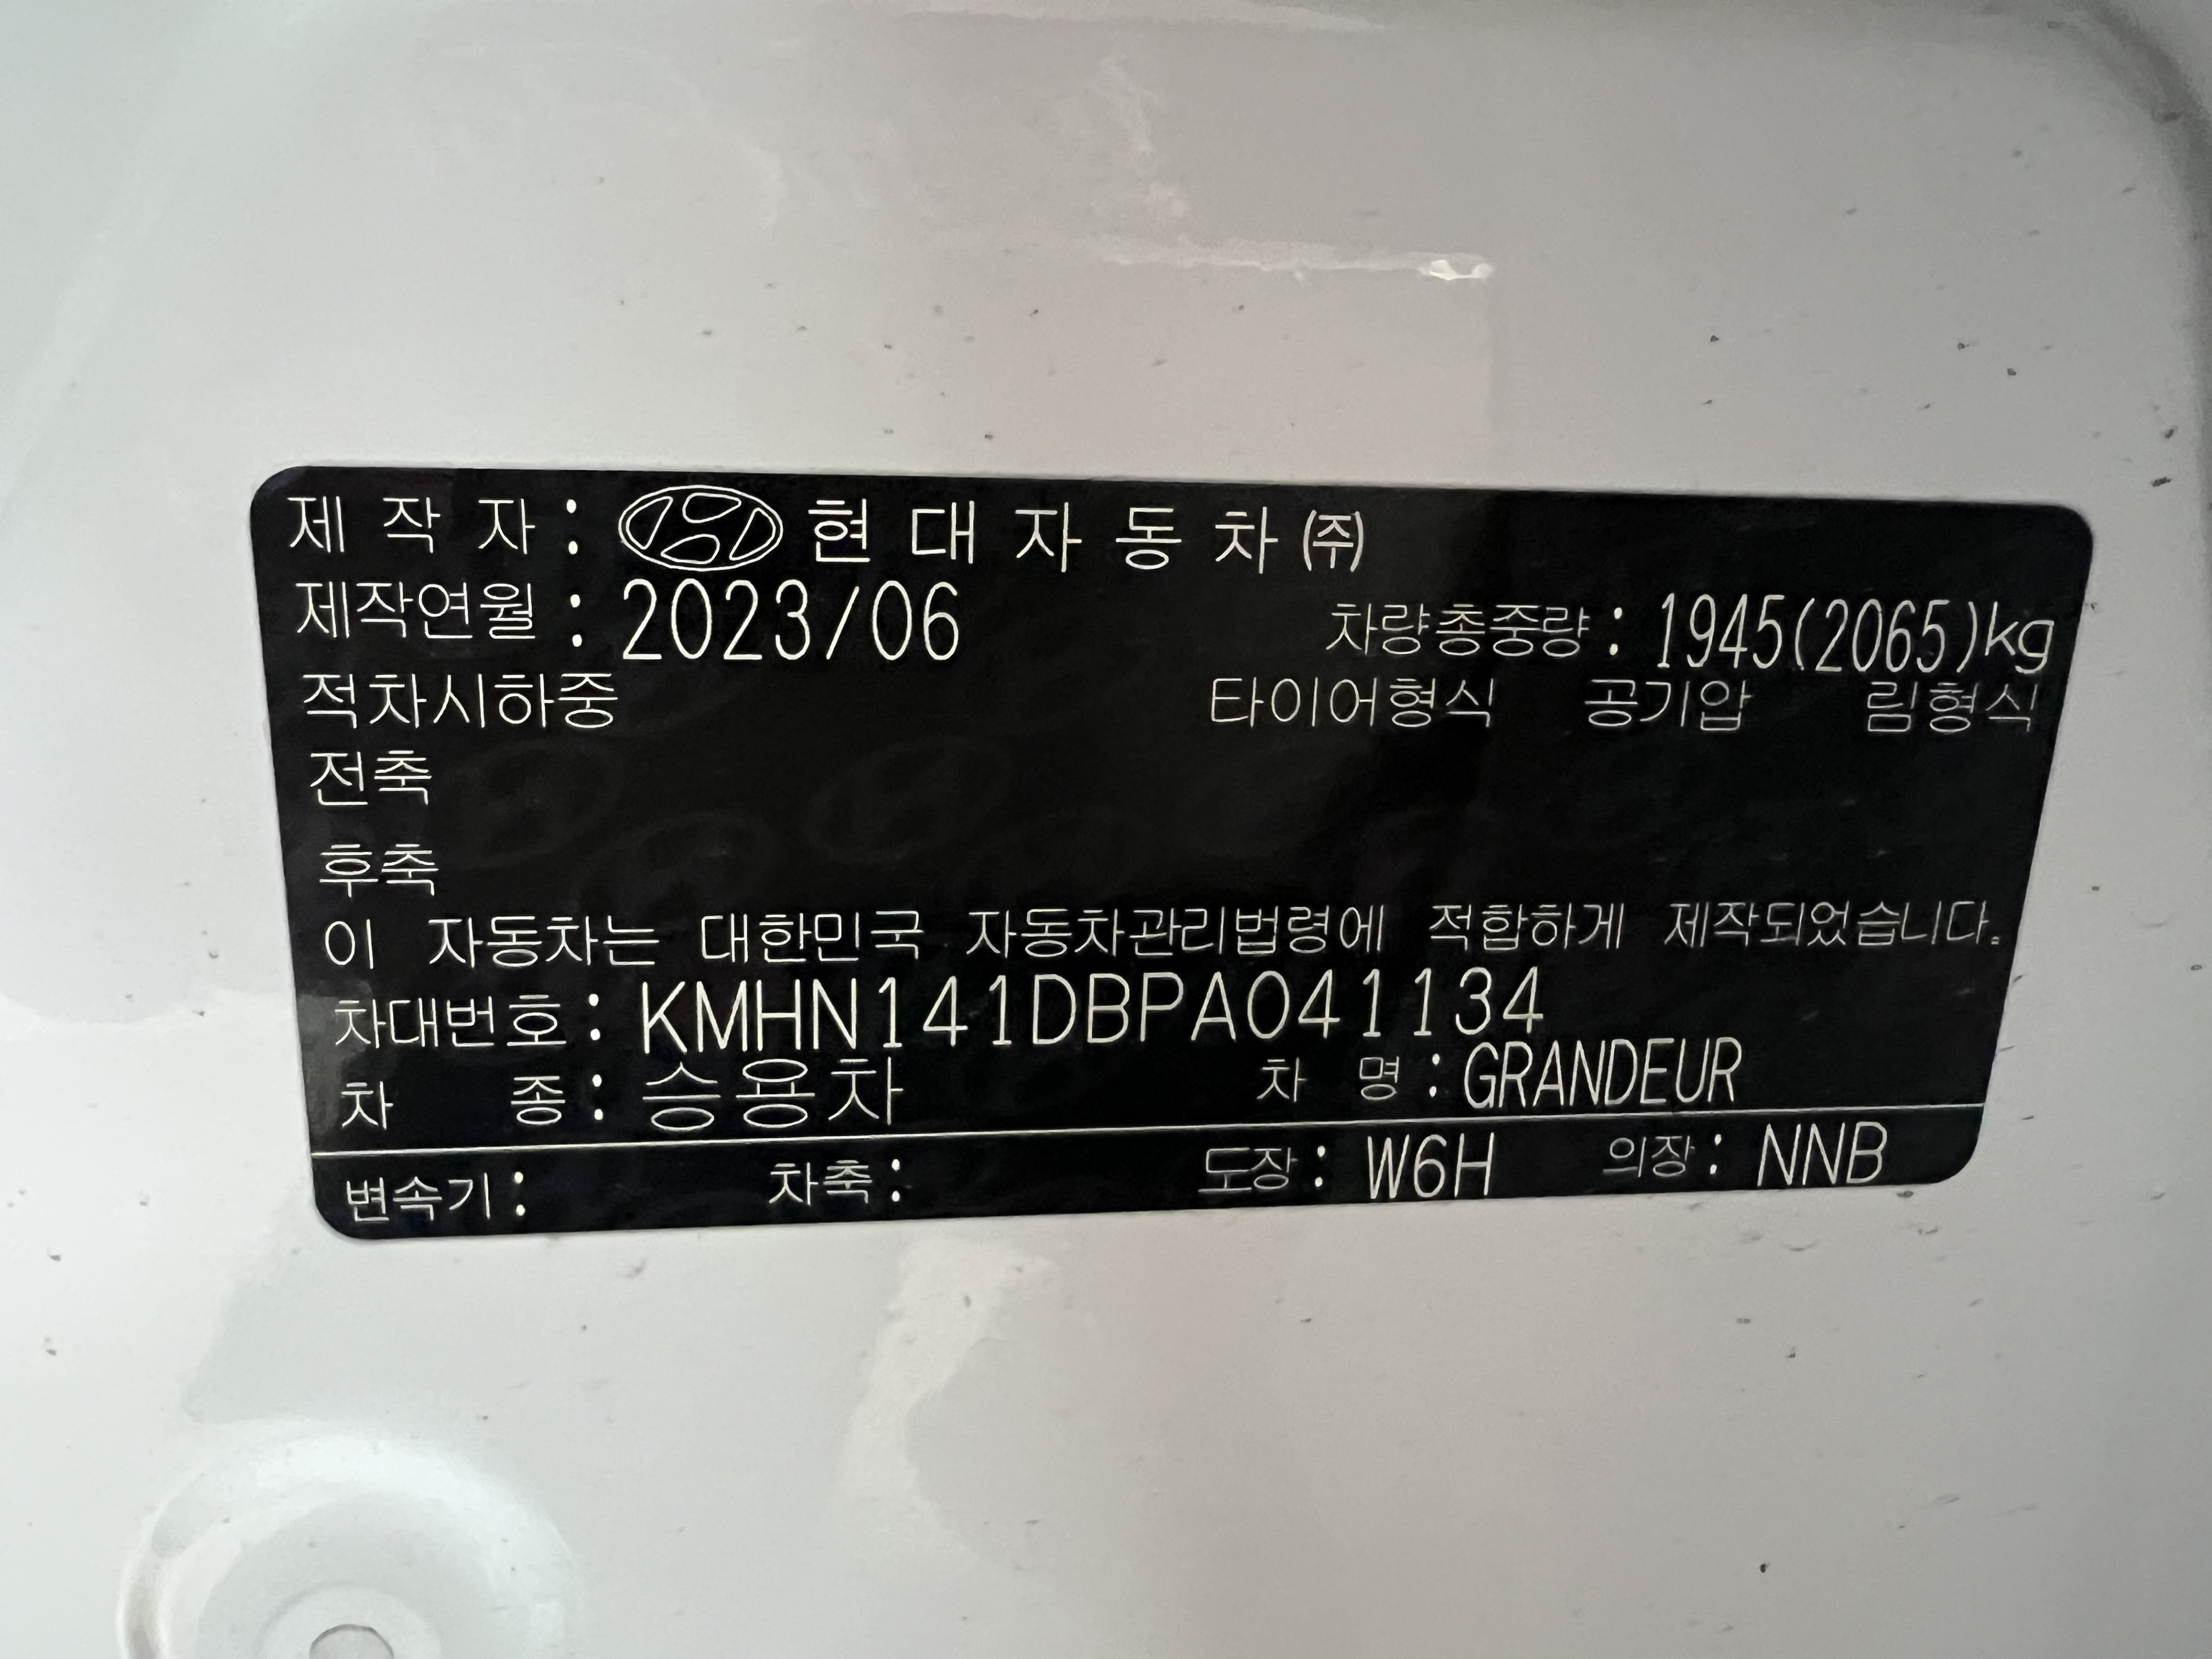 제 작 자 : 현 대 자 동 차 ㈜
제작연월 : 2023/06 차량총중량 : 1945(2065)kg
적차시하중 타이어형식 공기압 림형식
전축
후축
이 자동차는 대한민국 자동차관리법령에 적합하게 제작되었습니다.
차대번호 : KMHN141DBPA041134
차 종 : 승용차 차 명 : GRANDEUR
변속기 : 차축 : 도장 : W6H 의장 : NNB